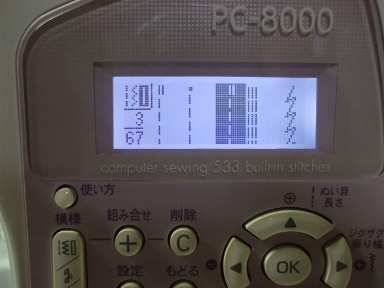 PC-8000
3
67
computer sewing 533 built-in stitches
使い方
模様
組み合せ
削除
C
ぬい目
長さ
ジグザグ
振り幅
OK
設定
もどる